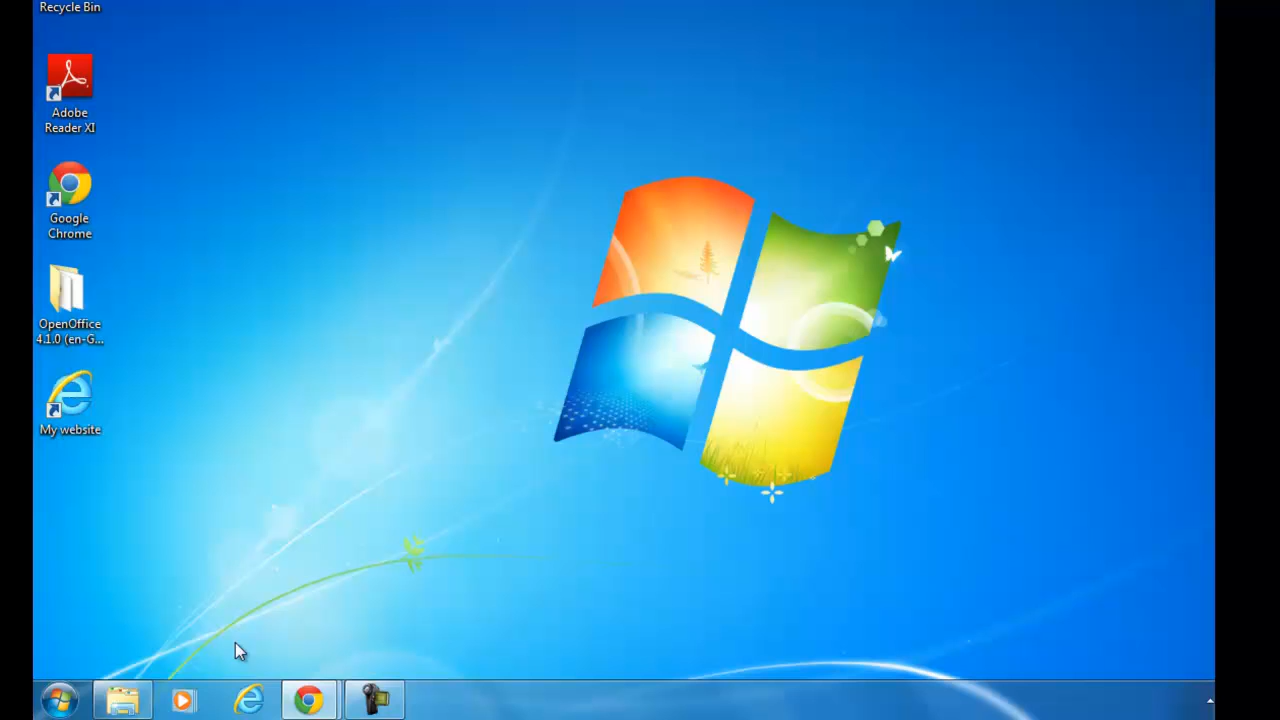 Recycle Bin
Adobe
Reader XI
Google
Chrome
OpenOffice
4.1.0 (en-G...
My website